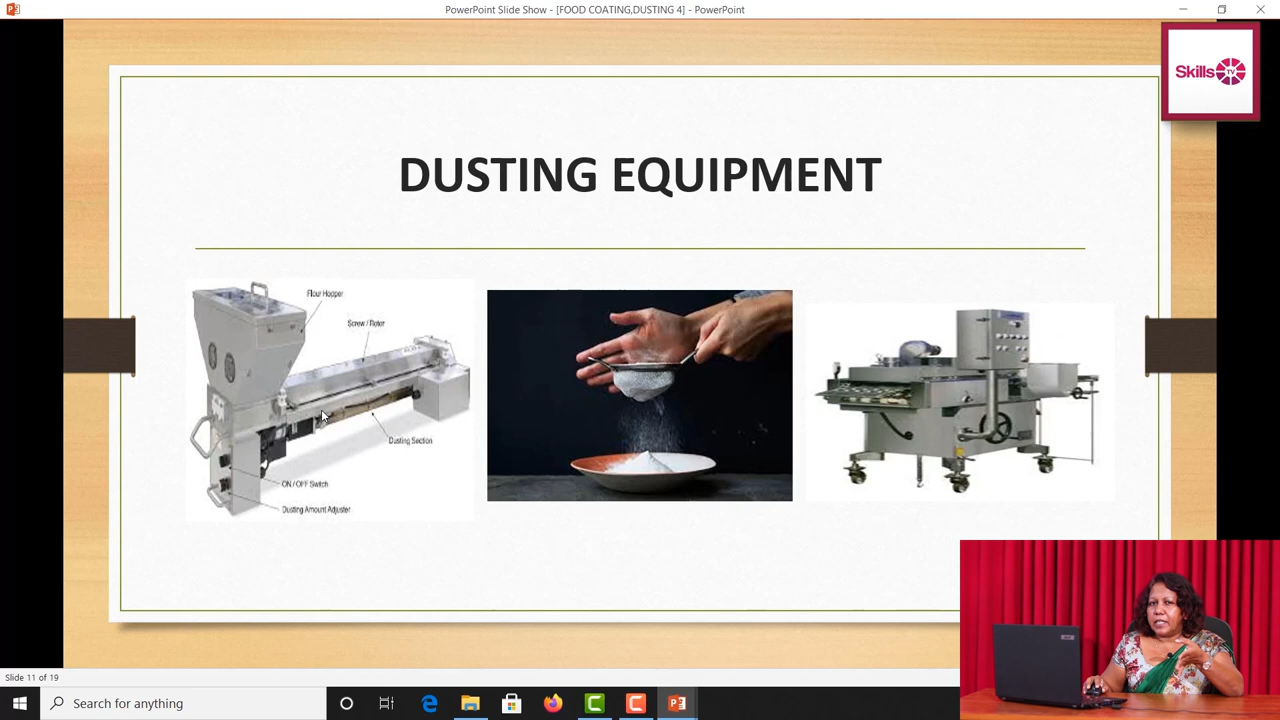 PowerPoint Slide Show - [FOOD COATING,DUSTING 4] - PowerPoint
Skills TV
DUSTING EQUIPMENT
Flour Hopper
Screw / Rotor
Dusting Section
ON / OFF Switch
Dusting Amount Adjuster
Slide 11 of 19
Search for anything